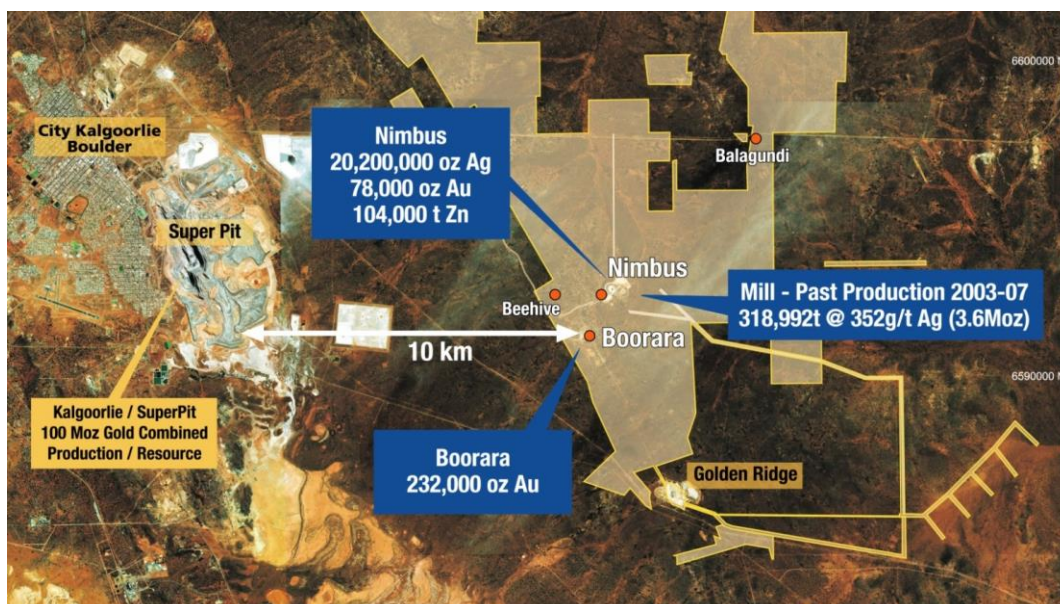 6600000 N
City Kalgoorlie
Boulder
Nimbus
20,200,000 oz Ag
78,000 oz Au
104,000 t Zn
Balagundi
Super Pit
Nimbus
Beehive
Mill - Past Production 2003-07
318,992t @ 352g/t Ag (3.6Moz)
Boorara
10 km
6590000 N
Kalgoorlie / SuperPit
100 Moz Gold Combined
Production / Resource
Boorara
232,000 oz Au
Golden Ridge